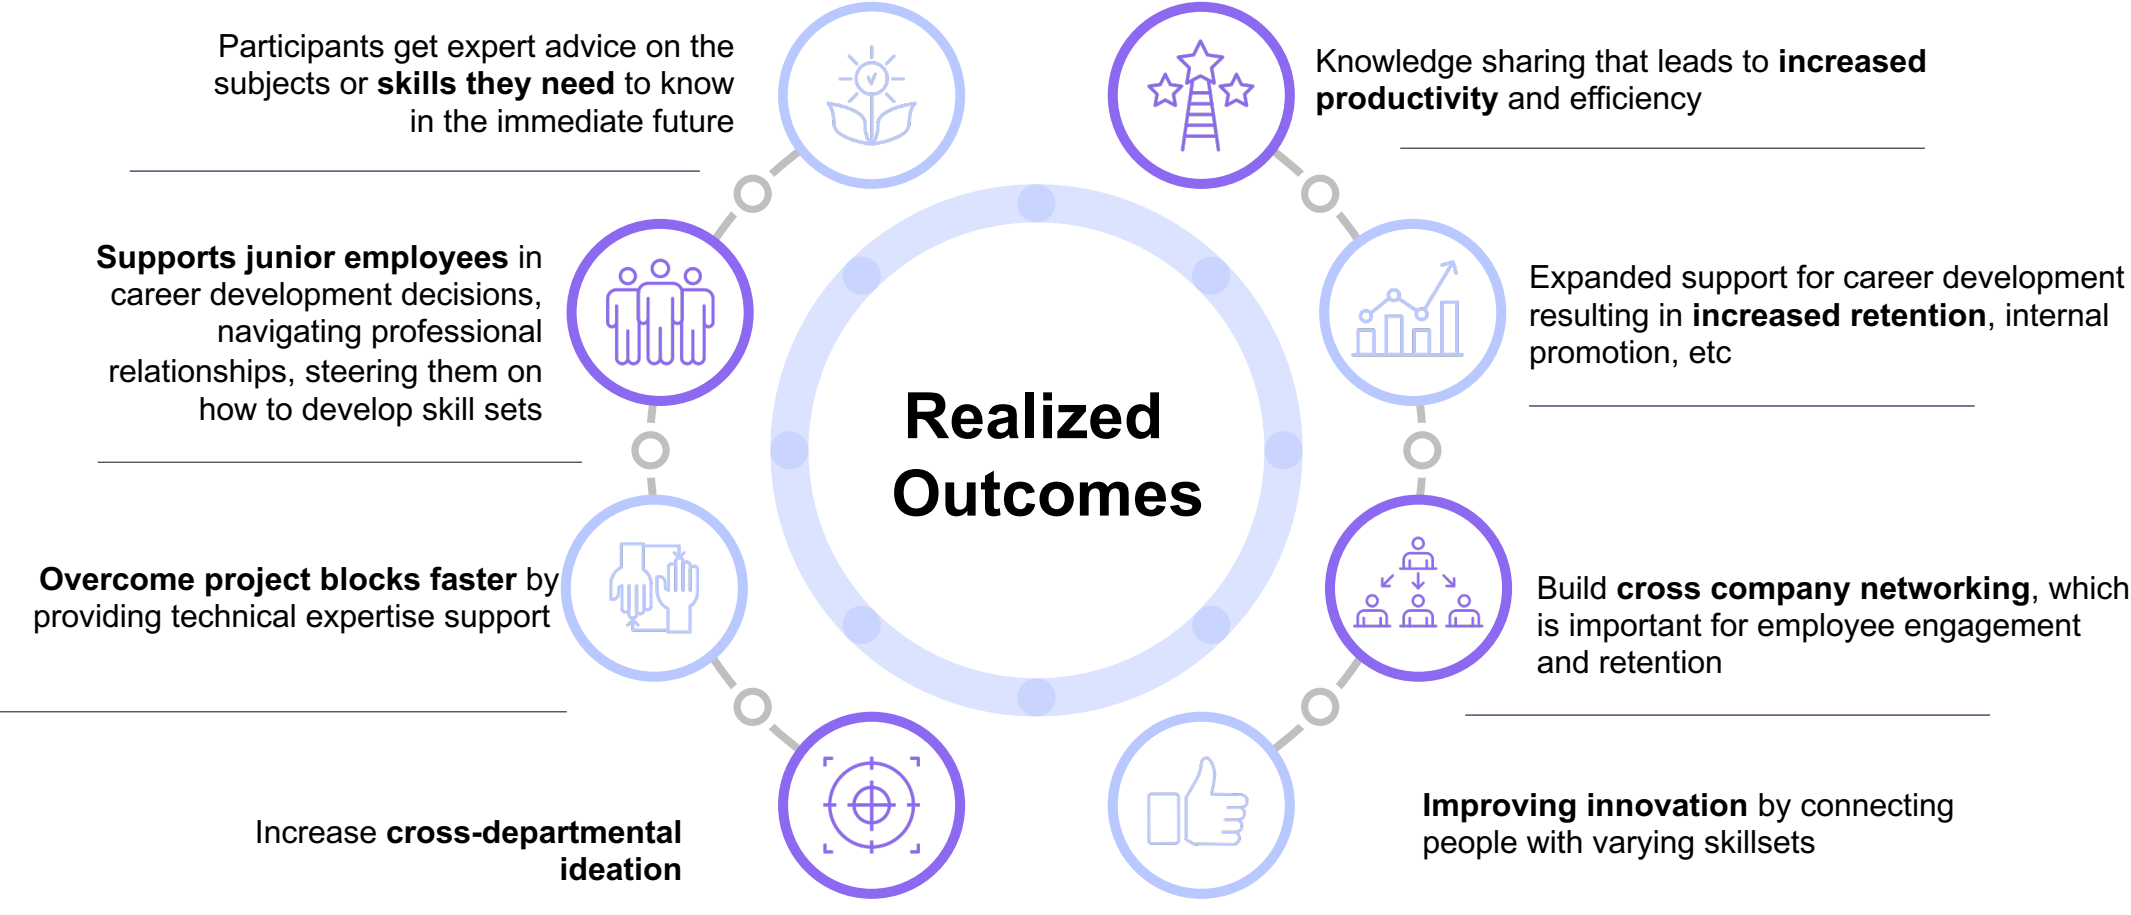 Participants get expert advice on the
subjects or skills they need to know
in the immediate future
Supports junior employees in
career development decisions,
navigating professional
relationships, steering them on
how to develop skill sets
Overcome project blocks faster by
providing technical expertise support
Increase cross-departmental
ideation
Realized
Outcomes
Knowledge sharing that leads to increased
productivity and efficiency
Expanded support for career development
resulting in increased retention, internal
promotion, etc
Build cross company networking, which
is important for employee engagement
and retention
Improving innovation by connecting
people with varying skillsets